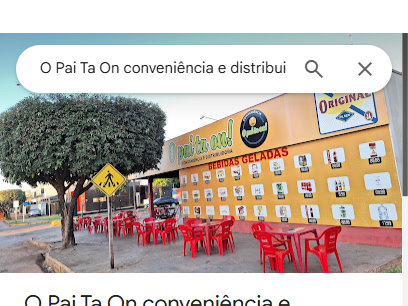 O Pai Ta On conveniência e distribui
ORIGINAL
O pai ta on!
CONVENIÊNCIA E DISTRIBUIDORA
BEBIDAS GELADAS
O Pai Ta On conveniência e